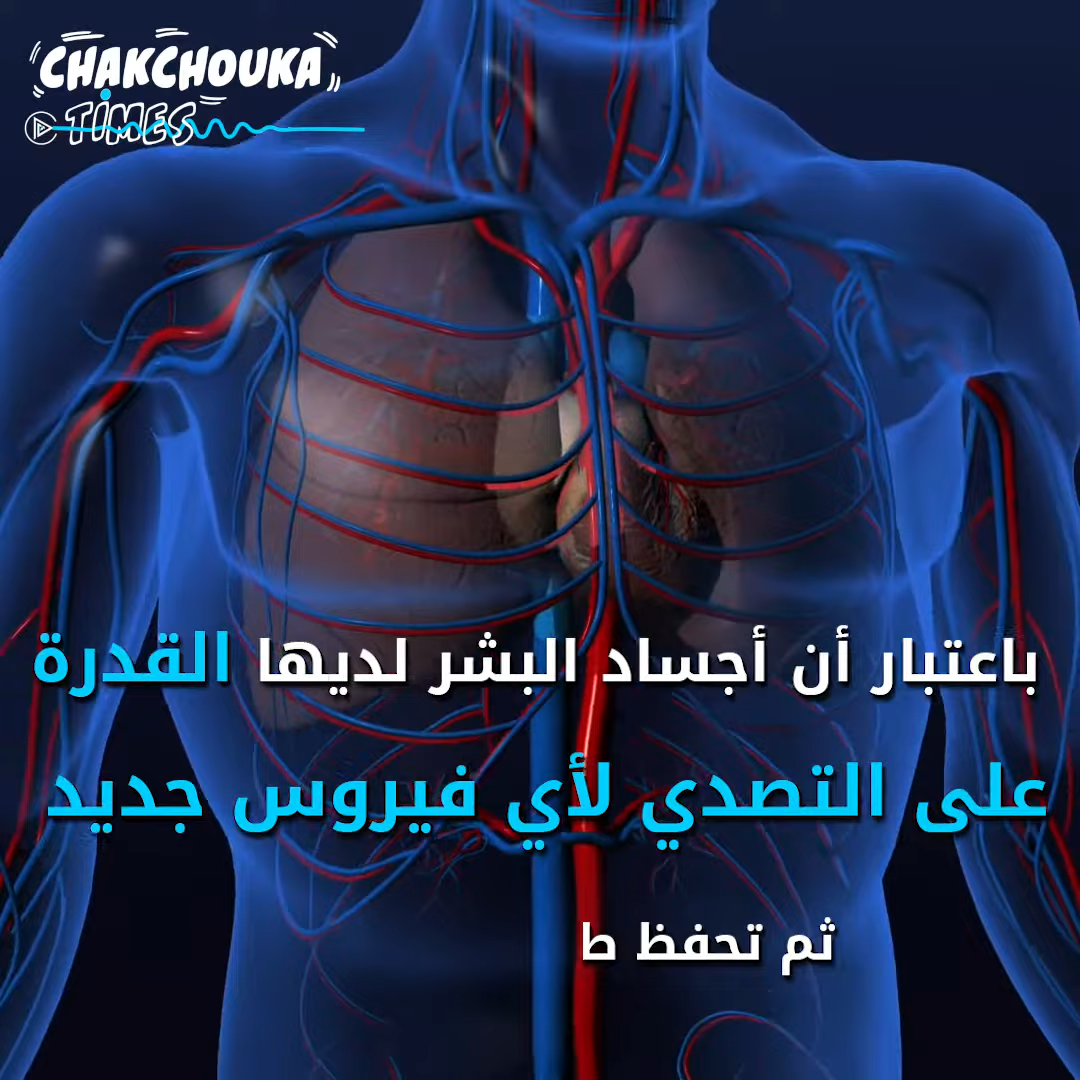 CHAKCHOUKA
TIMES
باعتبار أن أجساد البشر لديها القدرة
على التصدي لأي فيروس جديد
ثم تحفظ ط